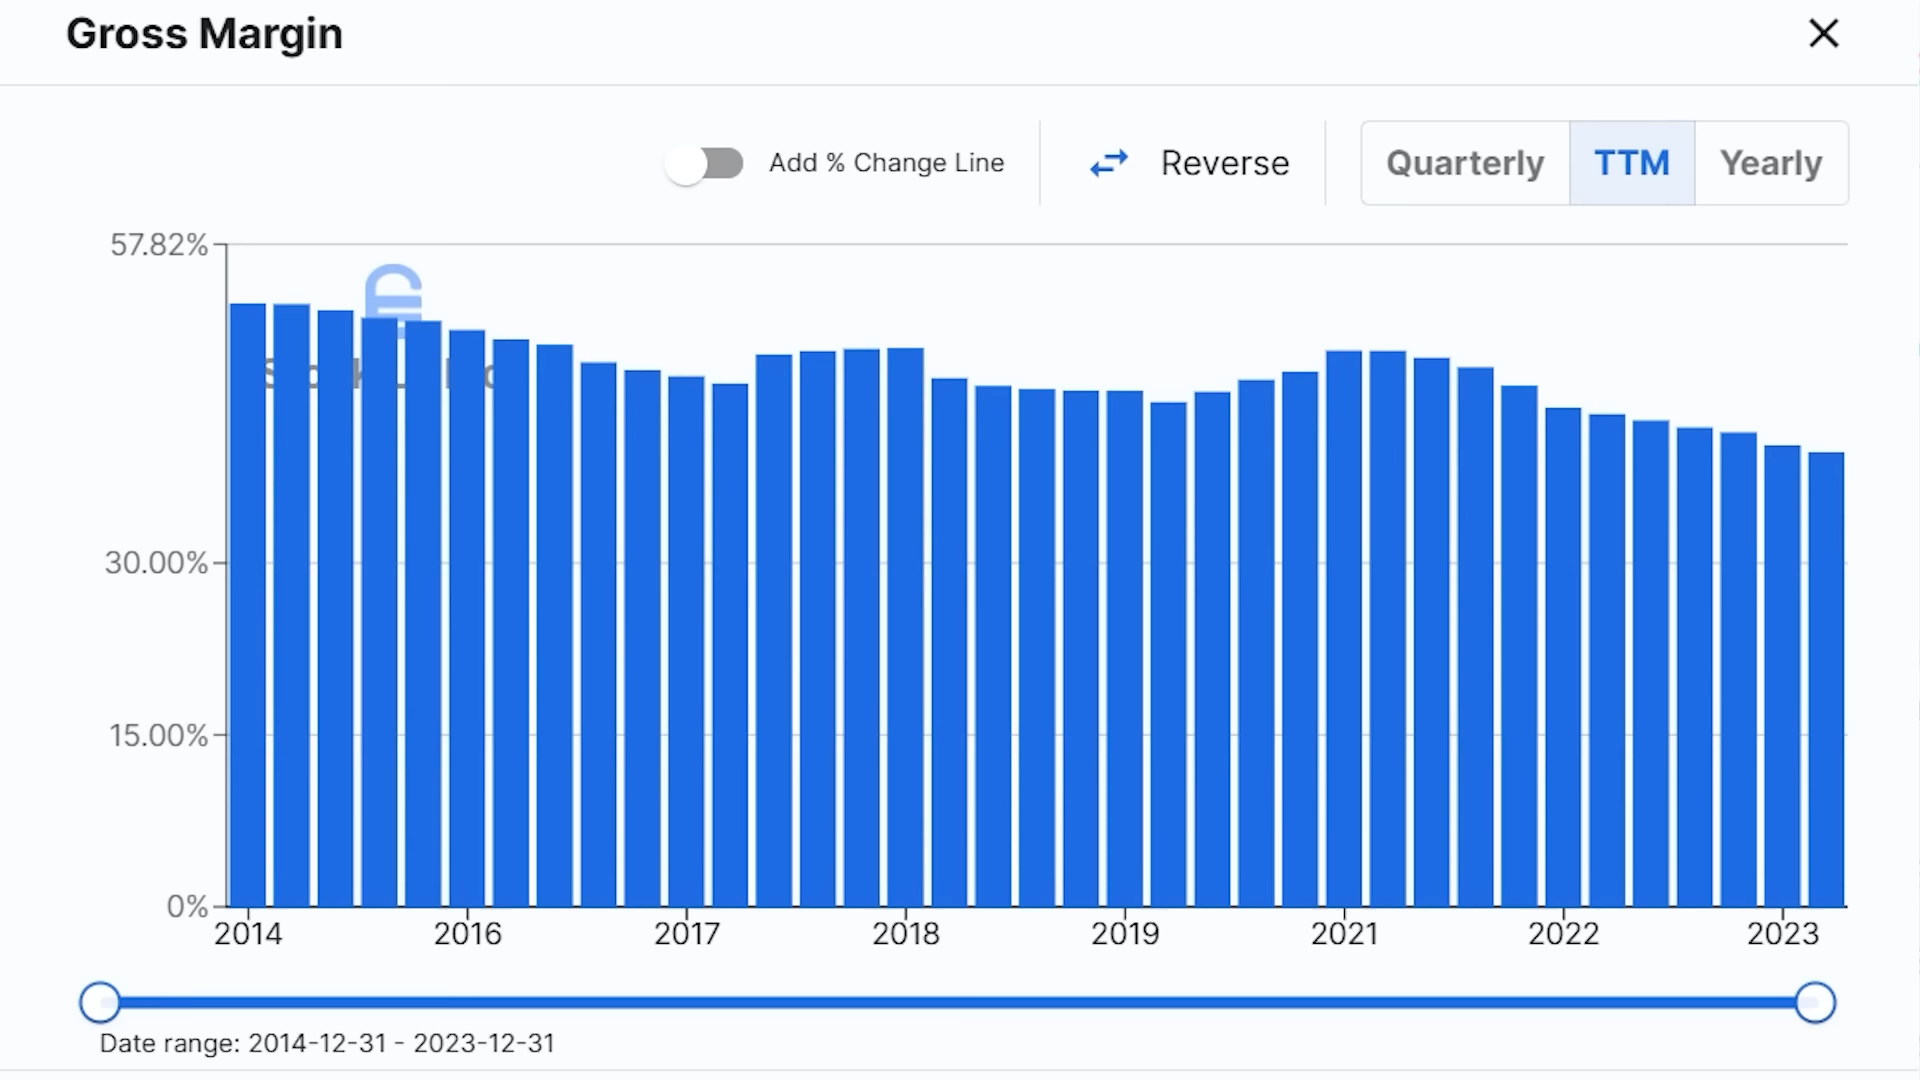 Gross Margin
Add % Change Line
Reverse
Quarterly
TTM
Yearly
57.82%
30.00%
15.00%
0%
2014
2016
2017
2018
2019
2021
2022
2023
Date range: 2014-12-31 - 2023-12-31